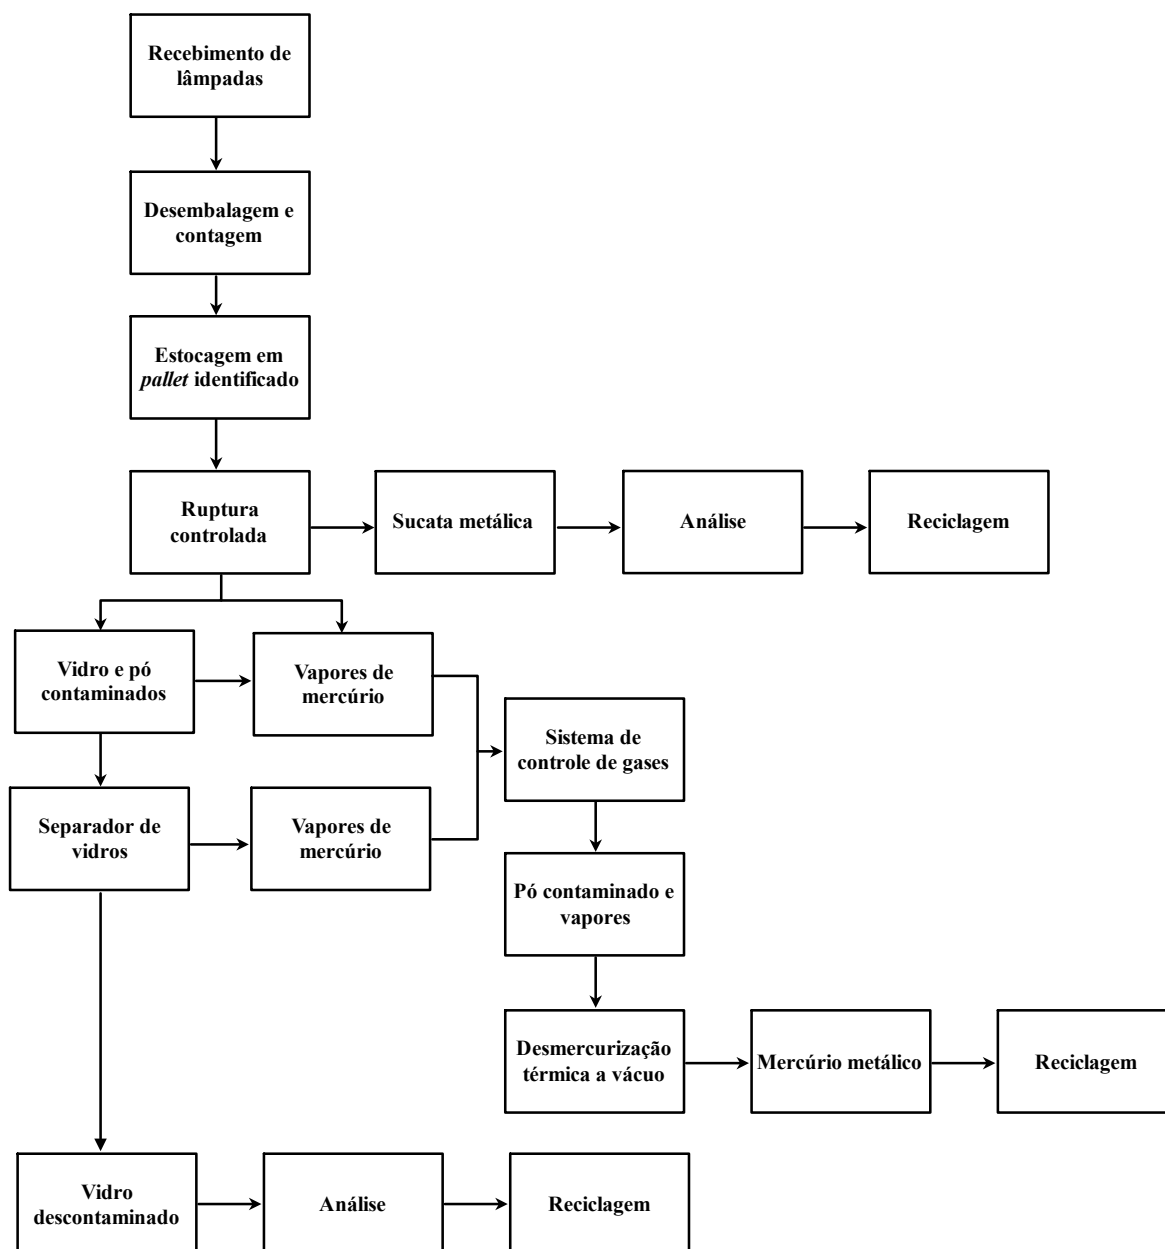 Recebimento de
lâmpadas
Desembalagem e
contagem
Estocagem em
pallet identificado
Ruptura
controlada
Sucata metálica
Análise
Reciclagem
Vidro e pó
contaminados
Vapores de
mercúrio
Sistema de
controle de gases
Separador de
vidros
Vapores de
mercúrio
Pó contaminado e
vapores
Desmercurização
térmica a vácuo
Mercúrio metálico
Reciclagem
Vidro
descontaminado
Análise
Reciclagem